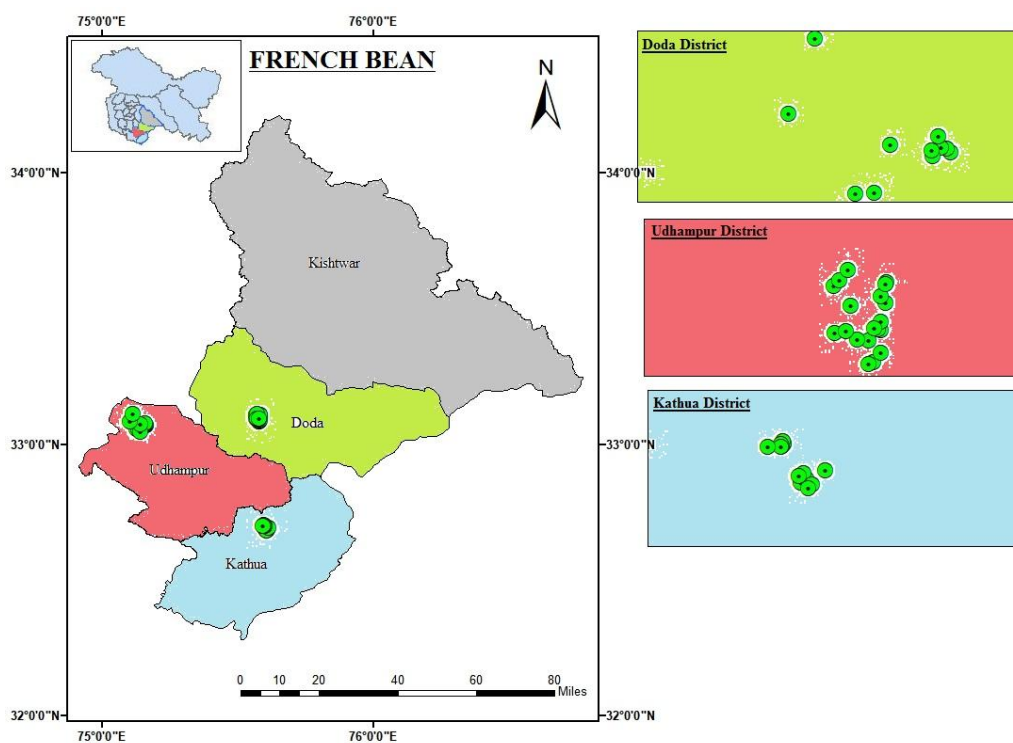 75°0'0"E 76°0'0"E
FRENCH BEAN
N
34°0'0"N 34°0'0"N
Kishtwar
33°0'0"N 33°0'0"N
Doda
Udhampur
Kathua
0 5 10 20 40 60 80
Miles
32°0'0"N 32°0'0"N
75°0'0"E 76°0'0"E
Doda District
Udhampur District
Kathua District